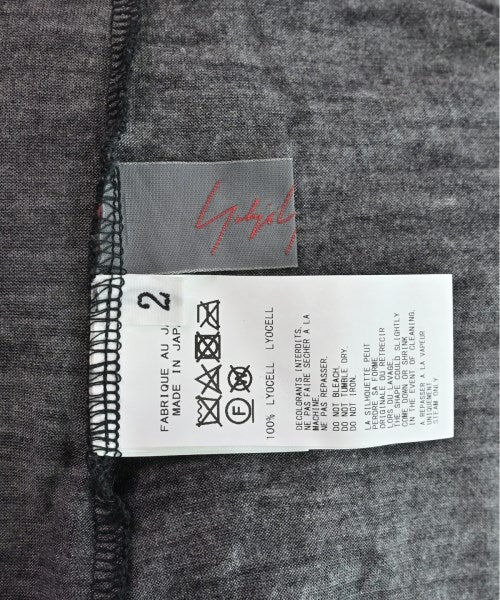 2
FABRIQUE AU J
MADE IN JAP
F
100% LYOCELL LYOCELL
DECOLORANTS INTERDITS.
NE PAS FAIRE SECHER A LA
MACHINE.
NE PAS REPASSER.
DO NOT BLEACH.
DO NOT TUMBLE DRY.
DO NOT IRON.
LA SILHOUETTE PEUT
PERDRE SA FORME
ORIGINALE OU RETRECIR
LORS DU LAVAGE.
THE SHAPE COULD SLIGHTLY
COME DOWN OR SHRINK
IN THE EVENT OF CLEANING.
A REPASSER A LA VAPEUR
UNIQUEMENT.
STEAM ONLY